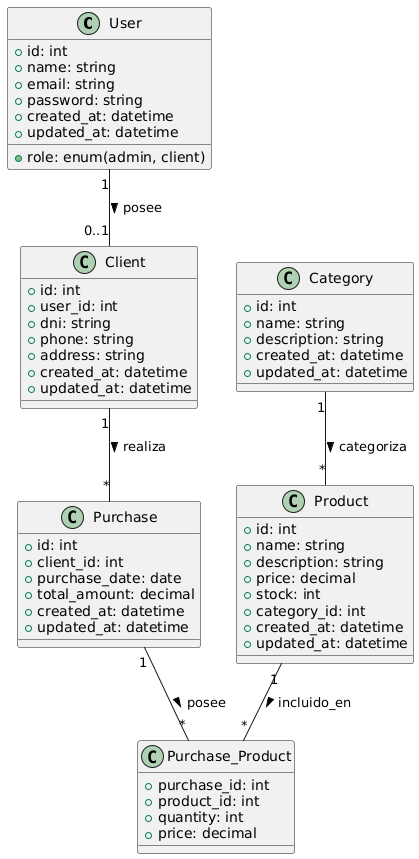 C User
id: int
name: string
email: string
password: string
created_at: datetime
updated_at: datetime
role: enum(admin, client)
1
posee
0..1
C Client
id: int
user_id: int
dni: string
phone: string
address: string
created_at: datetime
updated_at: datetime
C Category
id: int
name: string
description: string
created_at: datetime
updated_at: datetime
1
realiza
*
1
categoriza
*
C Purchase
id: int
client_id: int
purchase_date: date
total_amount: decimal
created_at: datetime
updated_at: datetime
C Product
id: int
name: string
description: string
price: decimal
stock: int
category_id: int
created_at: datetime
updated_at: datetime
1
posee
*
1
incluido_en
*
C Purchase_Product
purchase_id: int
product_id: int
quantity: int
price: decimal